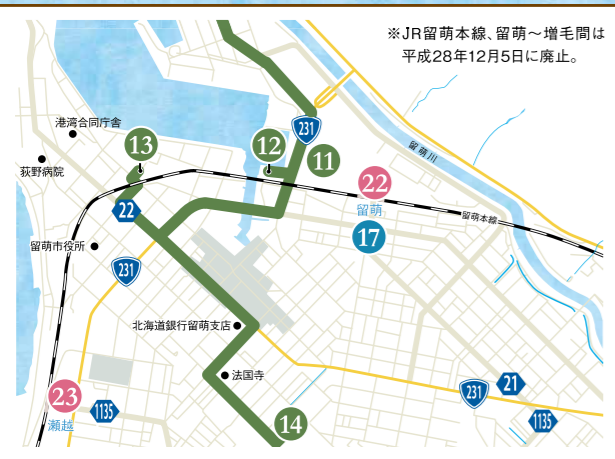 ※JR留萌本線、留萌〜増毛間は
平成28年12月5日に廃止。
港湾合同庁舎
13
231
12
11
荻野病院
留萌川
22
留萌
留萌本線
22
17
留萌市役所
231
北海道銀行留萌支店
法国寺
23
瀬越
1135
21
231
1135
14